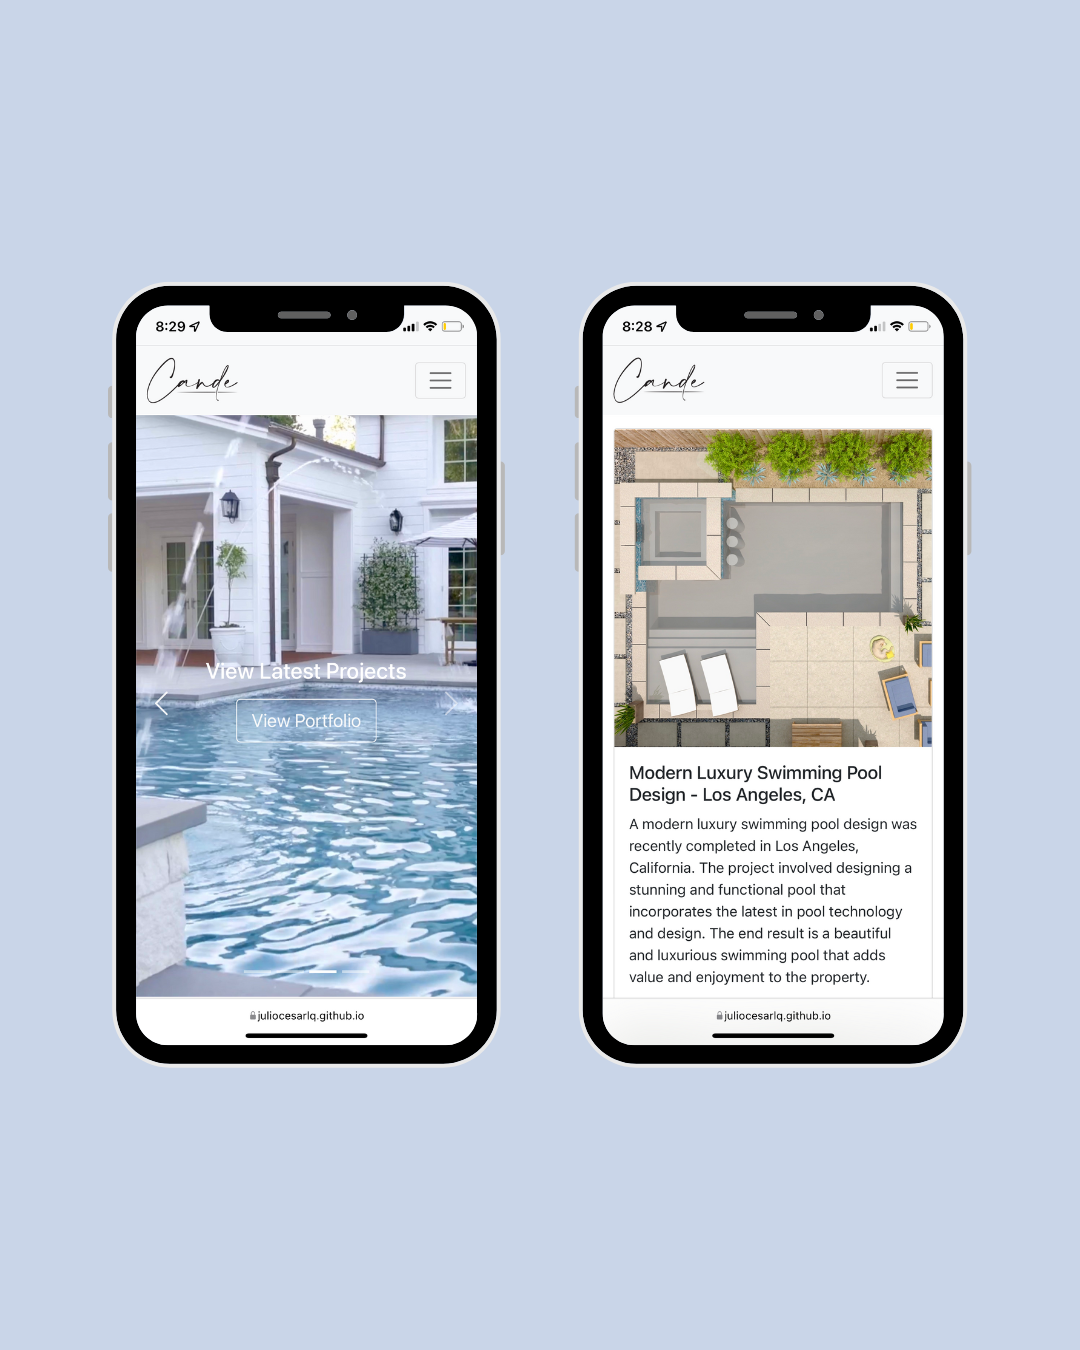 8:29
Cande
View Latest Projects
View Portfolio
juliocesarlq.github.io
8:28
Cande
Modern Luxury Swimming Pool
Design - Los Angeles, CA
A modern luxury swimming pool design was
recently completed in Los Angeles,
California. The project involved designing a
stunning and functional pool that
incorporates the latest in pool technology
and design. The end result is a beautiful
and luxurious swimming pool that adds
value and enjoyment to the property.
juliocesarlq.github.io